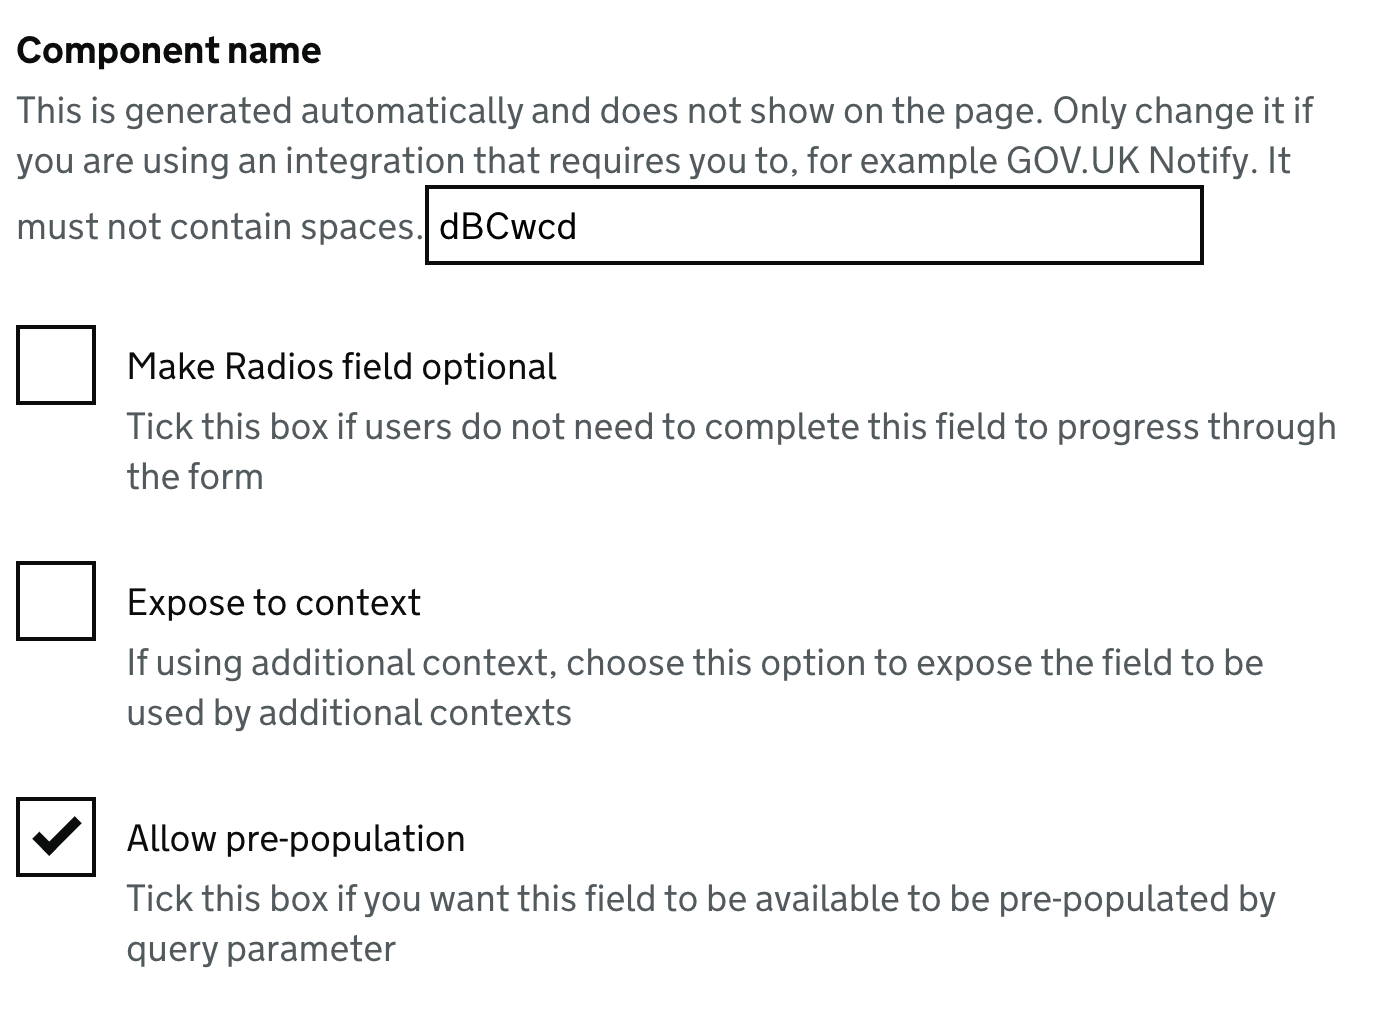 Component name
This is generated automatically and does not show on the page. Only change it if
you are using an integration that requires you to, for example GOV.UK Notify. It
must not contain spaces. dBCwcd
Make Radios field optional
Tick this box if users do not need to complete this field to progress through
the form
Expose to context
If using additional context, choose this option to expose the field to be
used by additional contexts
Allow pre-population
Tick this box if you want this field to be available to be pre-populated by
query parameter